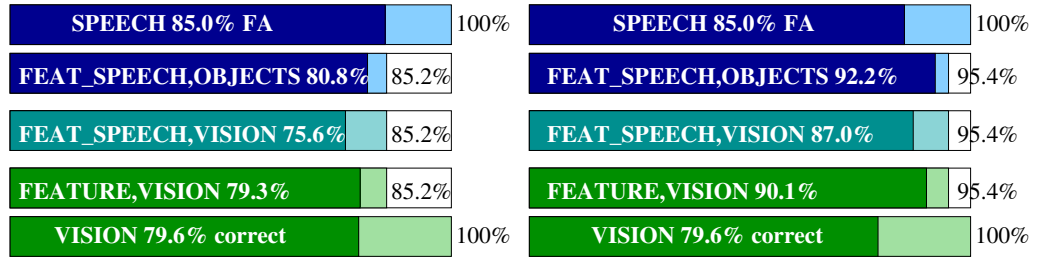 SPEECH 85.0% FA 100%
FEAT_SPEECH,OBJECTS 80.8% 85.2%
FEAT_SPEECH,VISION 75.6% 85.2%
FEATURE,VISION 79.3% 85.2%
VISION 79.6% correct 100%
SPEECH 85.0% FA 100%
FEAT_SPEECH,OBJECTS 92.2% 95.4%
FEAT_SPEECH,VISION 87.0% 95.4%
FEATURE,VISION 90.1% 95.4%
VISION 79.6% correct 100%